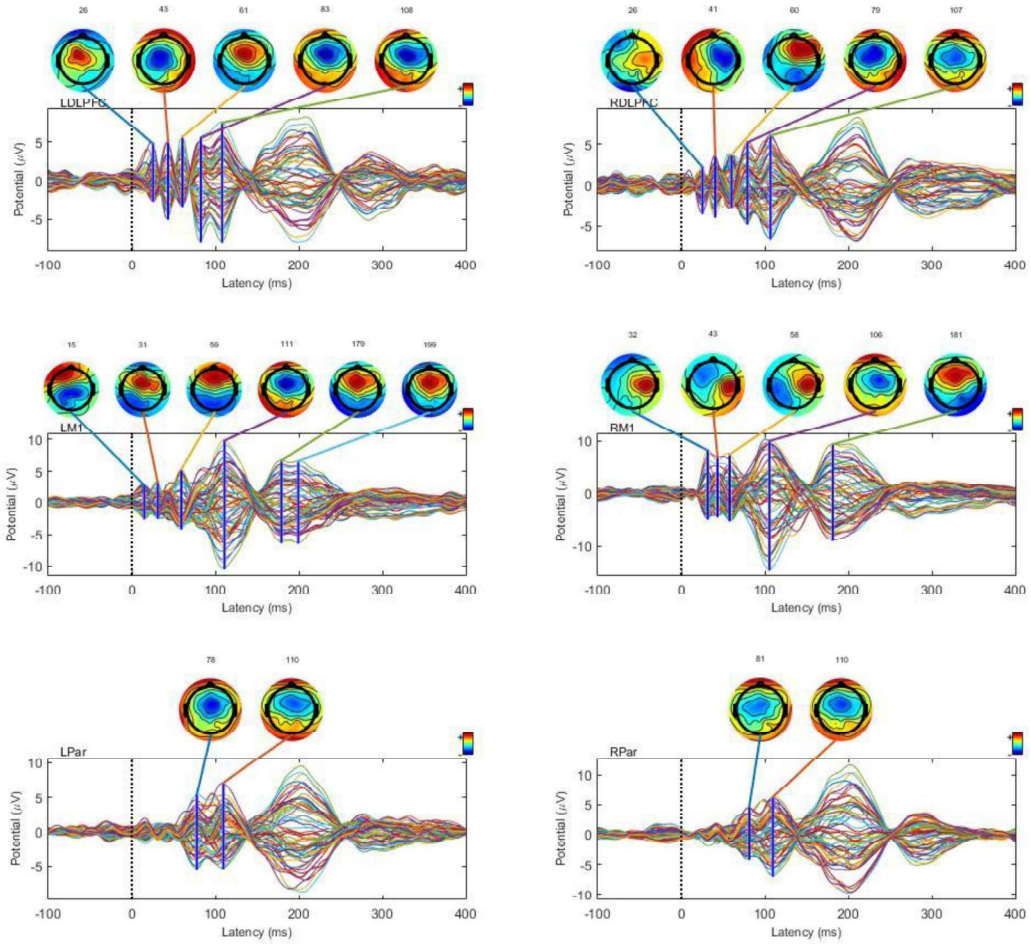 26 43 61 83 108
+
-
LDLPFC
5
0
-5
Potential (μV)
-100 0 100 200 300 400
Latency (ms)
26 41 60 79 107
+
-
RDLPFC
5
0
-5
Potential (μV)
-100 0 100 200 300 400
Latency (ms)
15 31 59 111 179 199
+
-
LM1
10
5
0
-5
-10
Potential (μV)
-100 0 100 200 300 400
Latency (ms)
32 43 58 106 181
+
-
RM1
10
0
-10
Potential (μV)
-100 0 100 200 300 400
Latency (ms)
78 110
+
-
LPar
10
5
0
-5
Potential (μV)
-100 0 100 200 300 400
Latency (ms)
81 110
+
-
RPar
10
5
0
-5
-10
Potential (μV)
-100 0 100 200 300 400
Latency (ms)